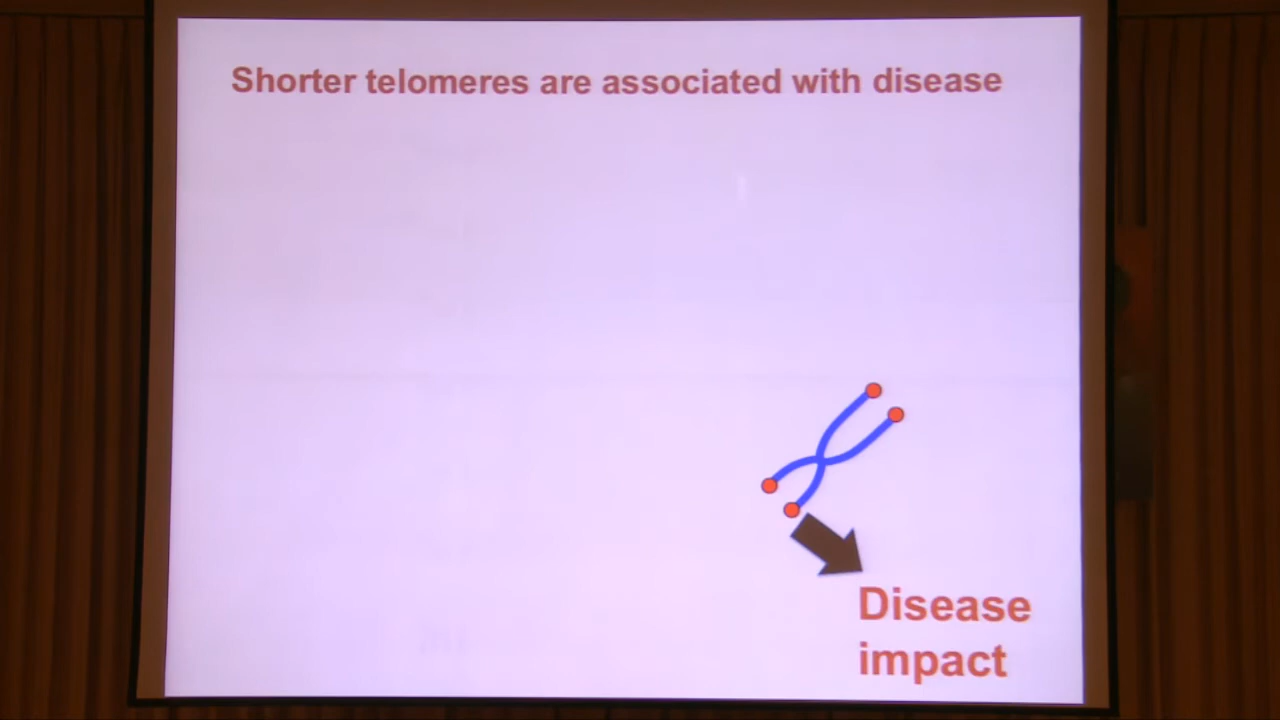 Shorter telomeres are associated with disease
Disease
impact